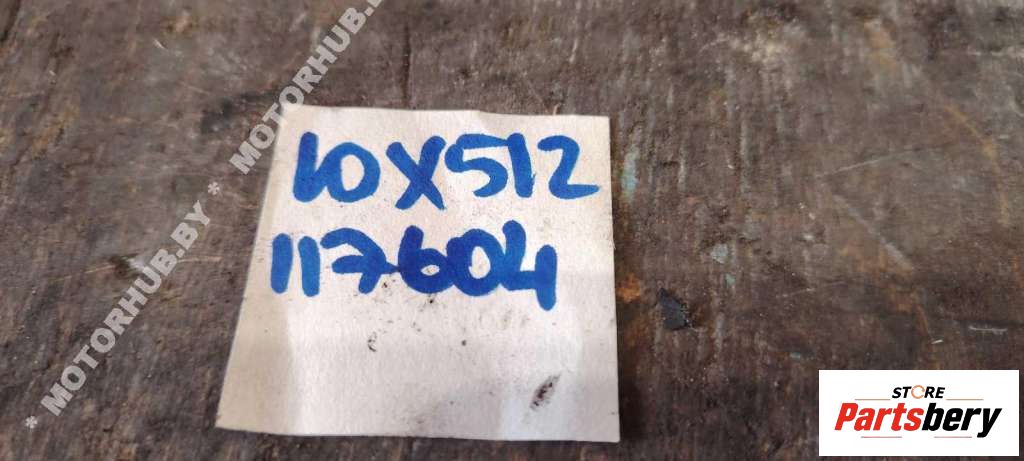 * MOTORHUB.BY * MOTORHUB.BY
10X512
117604
STORE
Partsbery